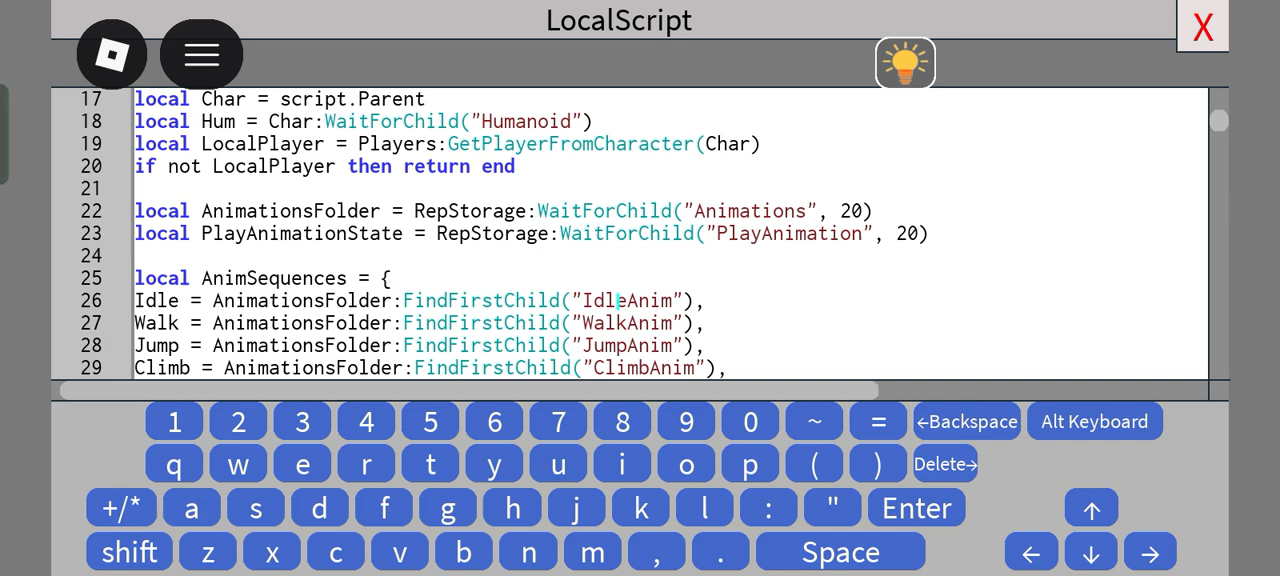 LocalScript
X
17 local Char = script.Parent
18 local Hum = Char:WaitForChild("Humanoid")
19 local LocalPlayer = Players:GetPlayerFromCharacter(Char)
20 if not LocalPlayer then return end
21
22 local AnimationsFolder = RepStorage:WaitForChild("Animations", 20)
23 local PlayAnimationState = RepStorage:WaitForChild("PlayAnimation", 20)
24
25 local AnimSequences = {
26 Idle = AnimationsFolder:FindFirstChild("IdleAnim"),
27 Walk = AnimationsFolder:FindFirstChild("WalkAnim"),
28 Jump = AnimationsFolder:FindFirstChild("JumpAnim"),
29 Climb = AnimationsFolder:FindFirstChild("ClimbAnim"),
1 2 3 4 5 6 7 8 9 0 ~ = ←Backspace Alt Keyboard
q w e r t y u i o p ( ) Delete→
+/* a s d f g h j k l : " Enter ↑
shift z x c v b n m , . Space ← ↓ →